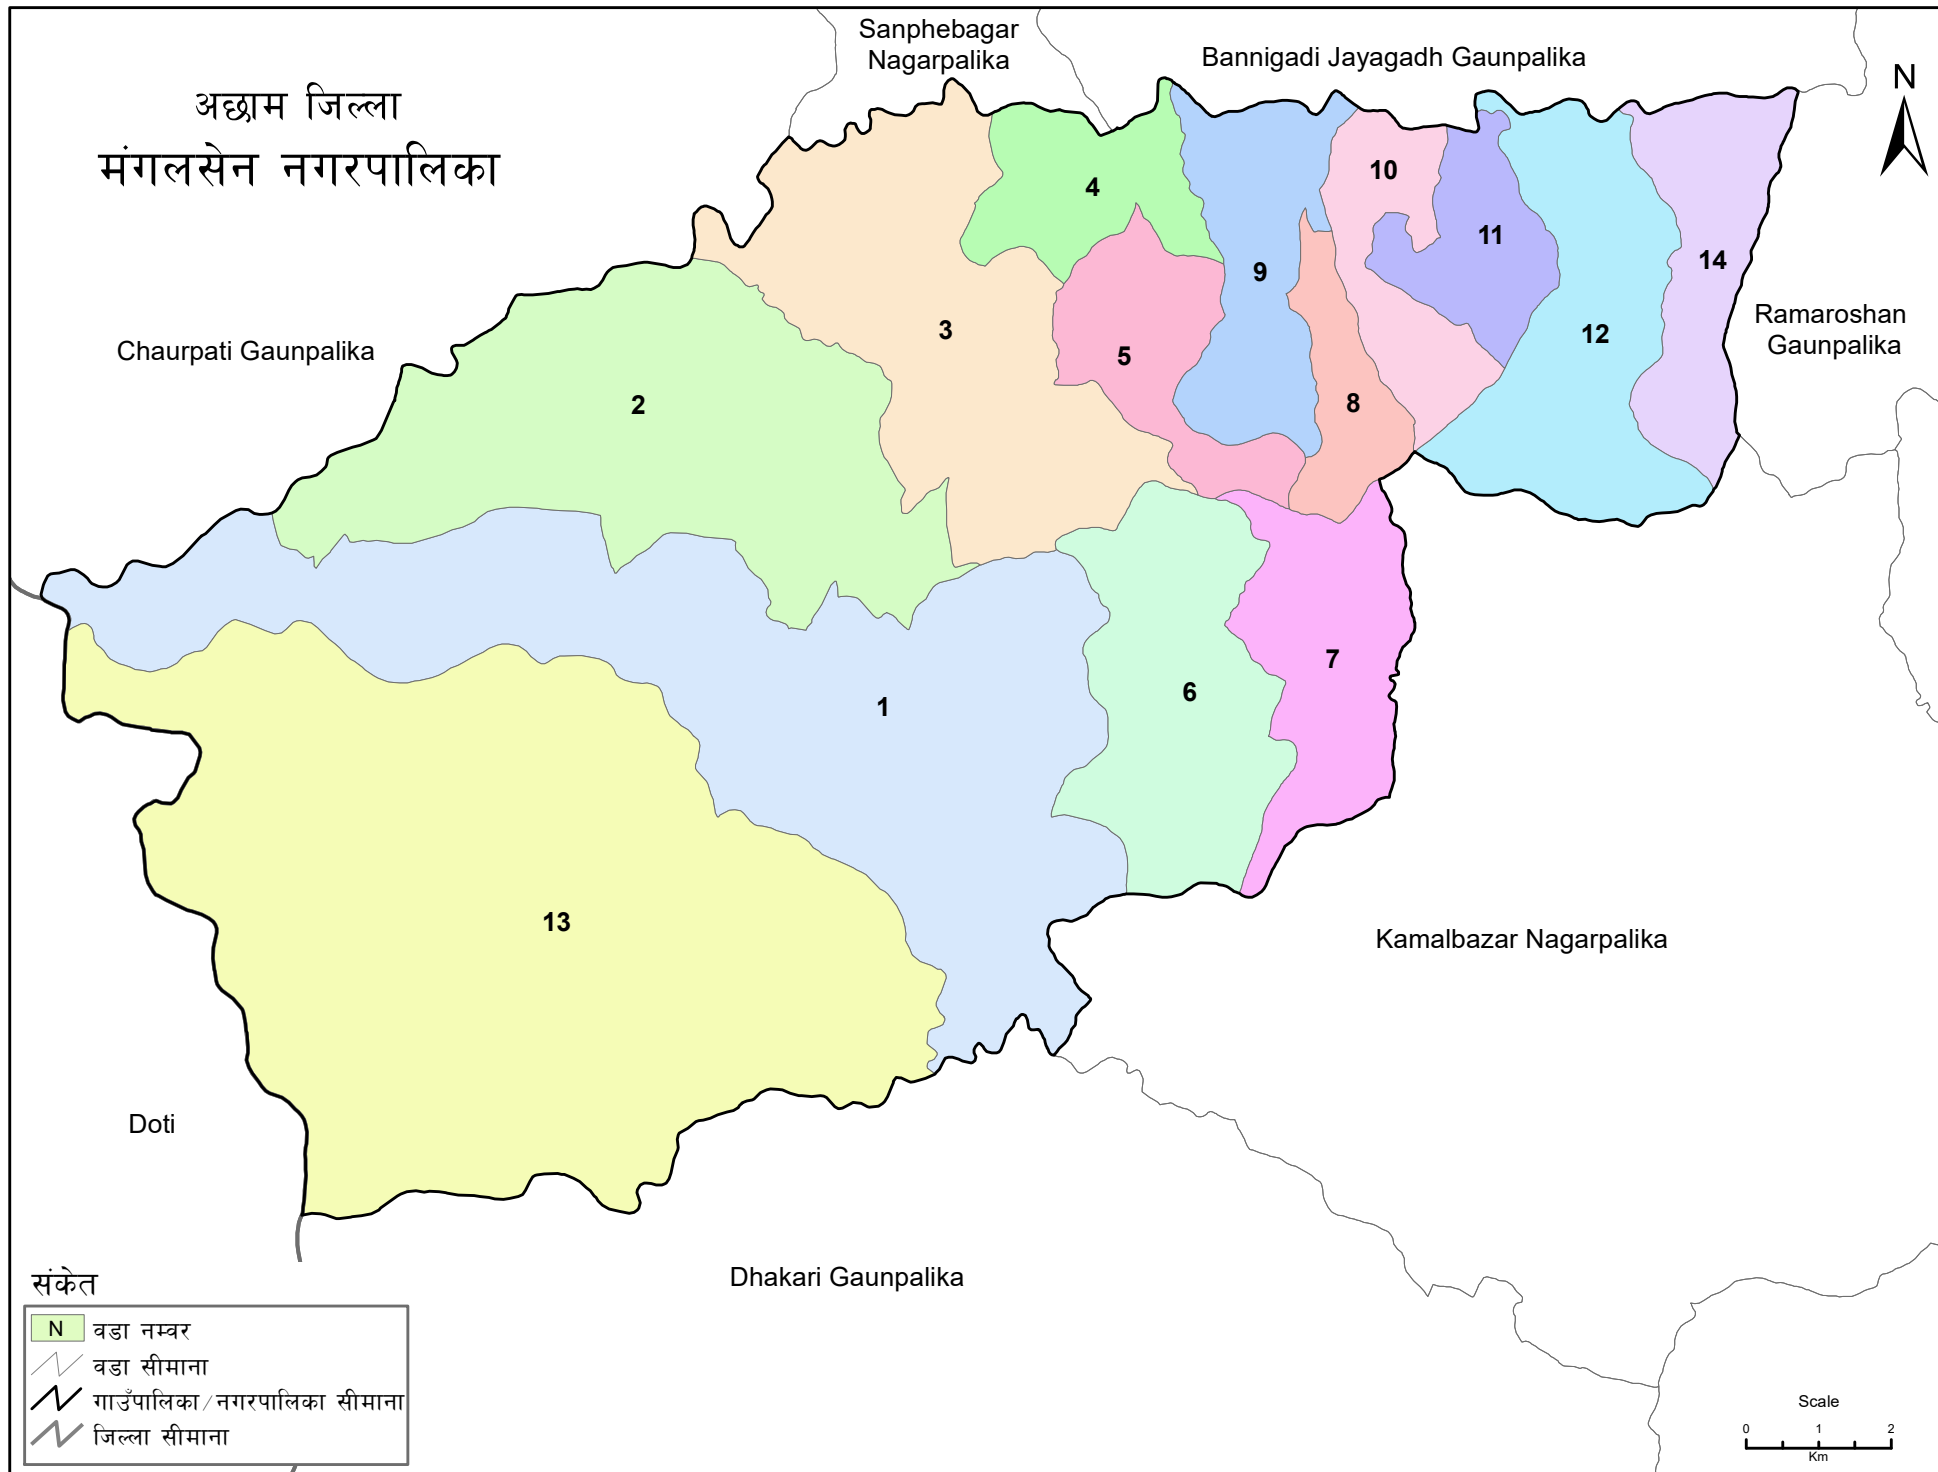 Sanphebagar
Nagarpalika
Bannigadi Jayagadh Gaunpalika
N
अछाम जिल्ला
मंगलसेन नगरपालिका
10
4
11
14
9
Ramaroshan
Gaunpalika
3
12
Chaurpati Gaunpalika
5
2
8
7
6
1
13
Kamalbazar Nagarpalika
Doti
Dhakari Gaunpalika
संकेत
N वडा नम्वर
वडा सीमाना
गाउँपालिका/नगरपालिका सीमाना
जिल्ला सीमाना
Scale
0 1 2
Km